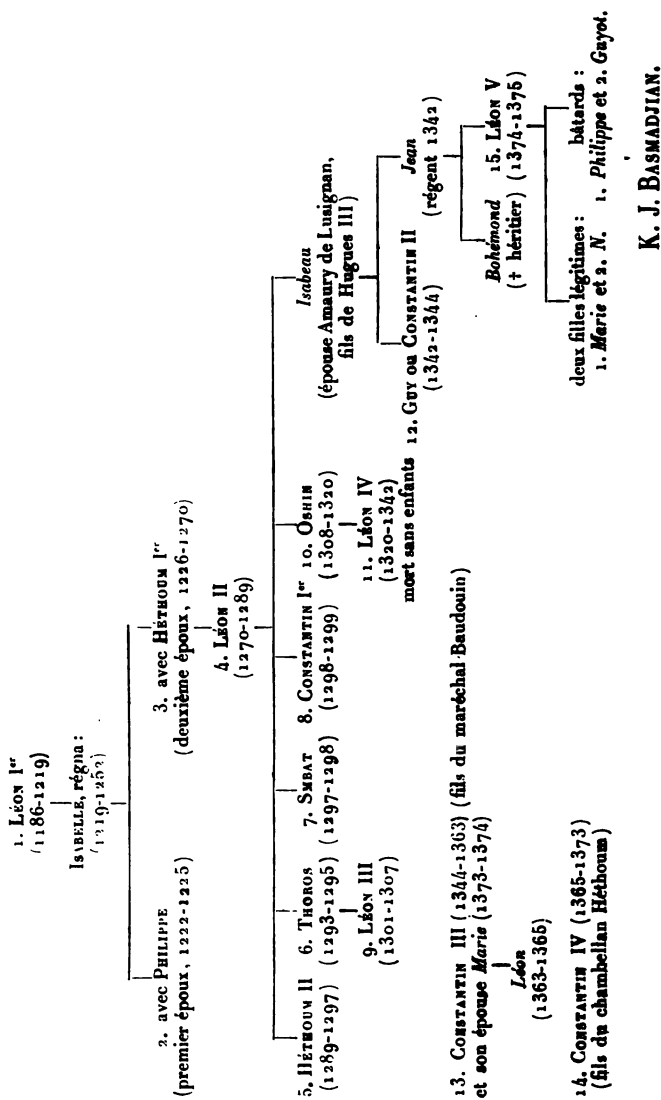 1. LÉON Iᵉʳ
(1186-1219)
ISABELLE, régna :
(1219-1252)
2. avec PHILIPPE
(premier époux, 1222-1225)
3. avec HÉTHOUM Iᵉʳ
(deuxième époux, 1226-1270)
4. LÉON II
(1270-1289)
5. HÉTHOUM II
(1289-1297)
6. THOROS
(1293-1295)
7. SMBAT
(1297-1298)
8. CONSTANTIN Iᵉʳ
(1298-1299)
10. OSHIN
(1308-1320)
Isabeau
(épouse Amaury de Lusignan,
fils de Hugues III)
9. LÉON III
(1301-1307)
11. LÉON IV
(1320-1342)
mort sans enfants
12. GUY ou CONSTANTIN II
(1342-1344)
Jean
(régent 1342)
13. CONSTANTIN III (1344-1363) (fils du maréchal Baudouin)
et son épouse Marie (1373-1374)
Léon
(1363-1365)
Bohémond
(† héritier)
15. LÉON V
(1374-1375)
14. CONSTANTIN IV (1365-1373)
(fils du chambellan Héthoum)
deux filles légitimes :
1. Marie et 2. N.
bâtards :
1. Philippe et 2. Guyot.
K. J. BASMADJIAN.